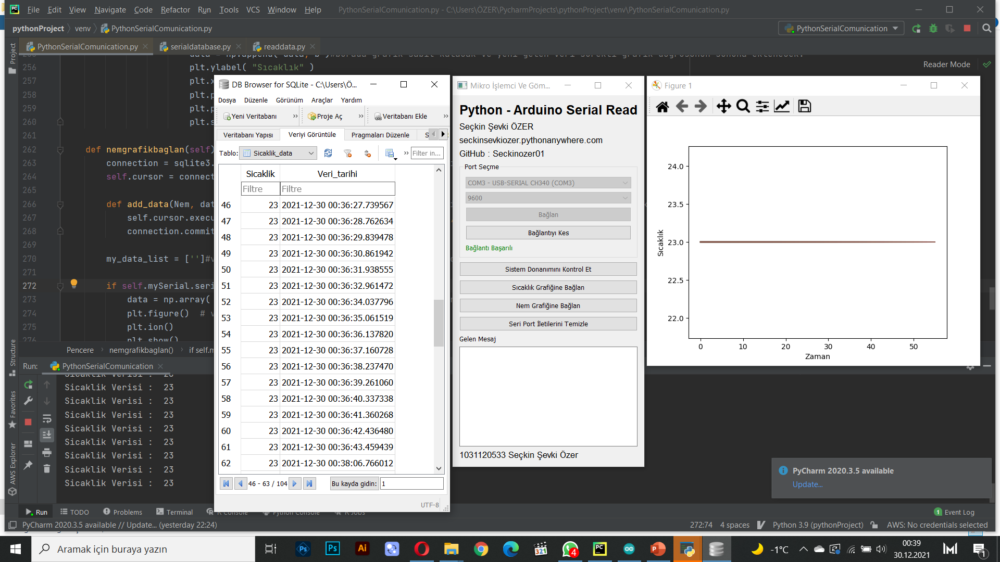 File Edit View Navigate Code Refactor Run Tools VCS Window Help PythonSerialComunication.py - C:\Users\ÖZER\PycharmProjects\pythonProject\venv\PythonSerialComunication.py
pythonProject venv PythonSerialComunication.py PythonSerialComunication
PythonSerialComunication.py serialdatabase.py readdata.py
Project
256 plt.ylabel( "Sıcaklık" )
Reader Mode
257 plt.x
258 plt.p
259 plt.p
260 plt.s
261
262 def nemgrafikbaglan(self)
263 connection = sqlite3.
264 self.cursor = connect
265
266 def add_data(Nem, dat
267 self.cursor.execu
268 connection.commit
269
270 my_data_list = ['']#v
271
272 if self.mySerial.seri
273 data = np.array(
274 plt.figure() # v
275 plt.ion()
276 plt.show()
Pencere nemgrafikbaglan() if self.m
Structure
Favorites
AWS Explorer
Run: PythonSerialComunication
Sicaklik Verisi : 23
Sicaklik Verisi : 23
Sicaklik Verisi : 23
Sicaklik Verisi : 23
Sicaklik Verisi : 23
Sicaklik Verisi : 23
Sicaklik Verisi : 23
Sicaklik Verisi : 23
Sicaklik Verisi : 23
DB Browser for SQLite - C:\Users\Ö...
Dosya Düzenle Görünüm Araçlar Yardım
Yeni Veritabanı » Proje Aç » Veritabanı Ekle »
Veritabanı Yapısı Veriyi Görüntüle Pragmaları Düzenle S
Tablo: Sicaklik_data » Filter in...
Sicaklik Veri_tarihi
Filtre Filtre
46 23 2021-12-30 00:36:27.739567
47 23 2021-12-30 00:36:28.762634
48 23 2021-12-30 00:36:29.839478
49 23 2021-12-30 00:36:30.861942
50 23 2021-12-30 00:36:31.938555
51 23 2021-12-30 00:36:32.961472
52 23 2021-12-30 00:36:34.037796
53 23 2021-12-30 00:36:35.061519
54 23 2021-12-30 00:36:36.137820
55 23 2021-12-30 00:36:37.160728
56 23 2021-12-30 00:36:38.237470
57 23 2021-12-30 00:36:39.261060
58 23 2021-12-30 00:36:40.337338
59 23 2021-12-30 00:36:41.360268
60 23 2021-12-30 00:36:42.436480
61 23 2021-12-30 00:36:43.459439
62 23 2021-12-30 00:38:06.766012
46 - 63 / 104 Bu kayda gidin: 1
UTF-8
Mikro İşlemci Ve Göm...
Python - Arduino Serial Read
Seçkin Şevki ÖZER
seckinsevkiozer.pythonanywhere.com
GitHub : Seckinozer01
Port Seçme
COM3 - USB-SERIAL CH340 (COM3)
9600
Bağlan
Bağlantıyı Kes
Bağlantı Başarılı
Sistem Donanımını Kontrol Et
Sıcaklık Grafiğine Bağlan
Nem Grafiğine Bağlan
Seri Port İletilerini Temizle
Gelen Mesaj
1031120533 Seçkin Şevki Özer
Figure 1
24.0
23.5
23.0
22.5
22.0
Sıcaklık
0 10 20 30 40 50
Zaman
PyCharm 2020.3.5 available
Update...
Run TODO Problems Terminal R Console Python Console R Jobs 1 Event Log
PyCharm 2020.3.5 available // Update... (yesterday 22:24) 272:74 4 spaces Python 3.9 (pythonProject) AWS: No credentials selected
Aramak için buraya yazın
Ps Ps Ai 321 4 PC -1°C
00:39
30.12.2021
1